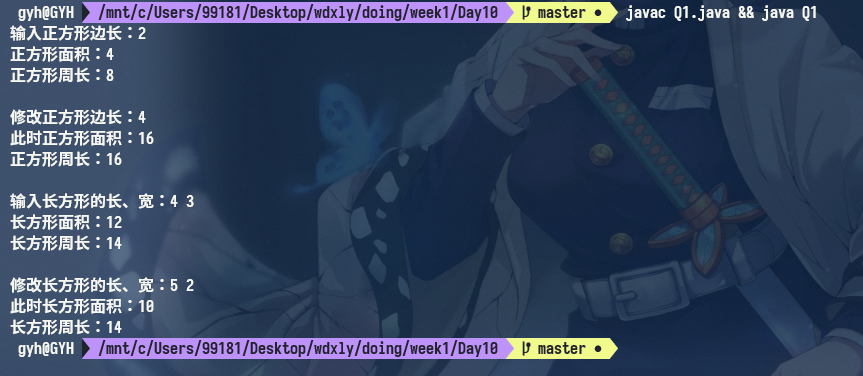 gyh@GYH /mnt/c/Users/99181/Desktop/wdxly/doing/week1/Day10 master ● javac Q1.java && java Q1
输入正方形边长：2
正方形面积：4
正方形周长：8
修改正方形边长：4
此时正方形面积：16
正方形周长：16
输入长方形的长、宽：4 3
长方形面积：12
长方形周长：14
修改长方形的长、宽：5 2
此时长方形面积：10
长方形周长：14
gyh@GYH /mnt/c/Users/99181/Desktop/wdxly/doing/week1/Day10 master ●